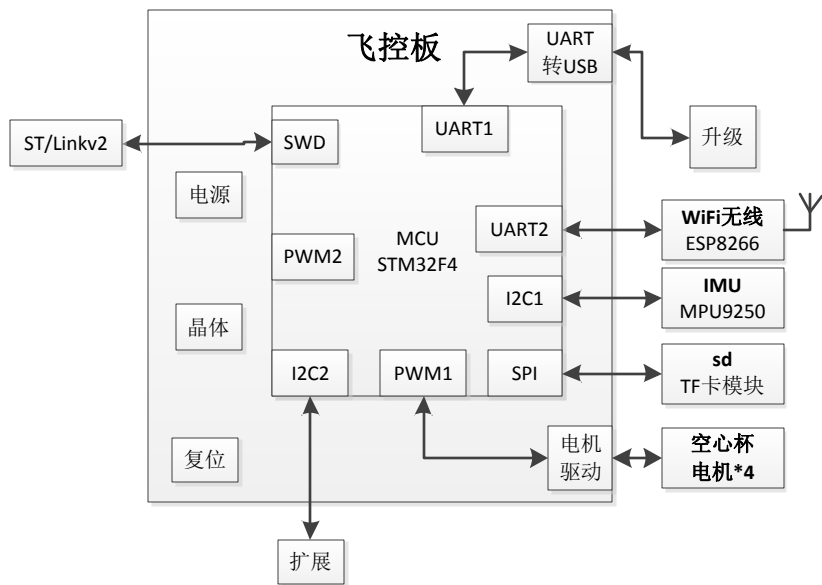 飞控板
UART
转USB
ST/Linkv2
SWD
UART1
升级
电源
MCU
STM32F4
UART2
WiFi无线
ESP8266
PWM2
I2C1
IMU
MPU9250
晶体
I2C2
PWM1
SPI
sd
TF卡模块
复位
电机
驱动
空心杯
电机*4
扩展